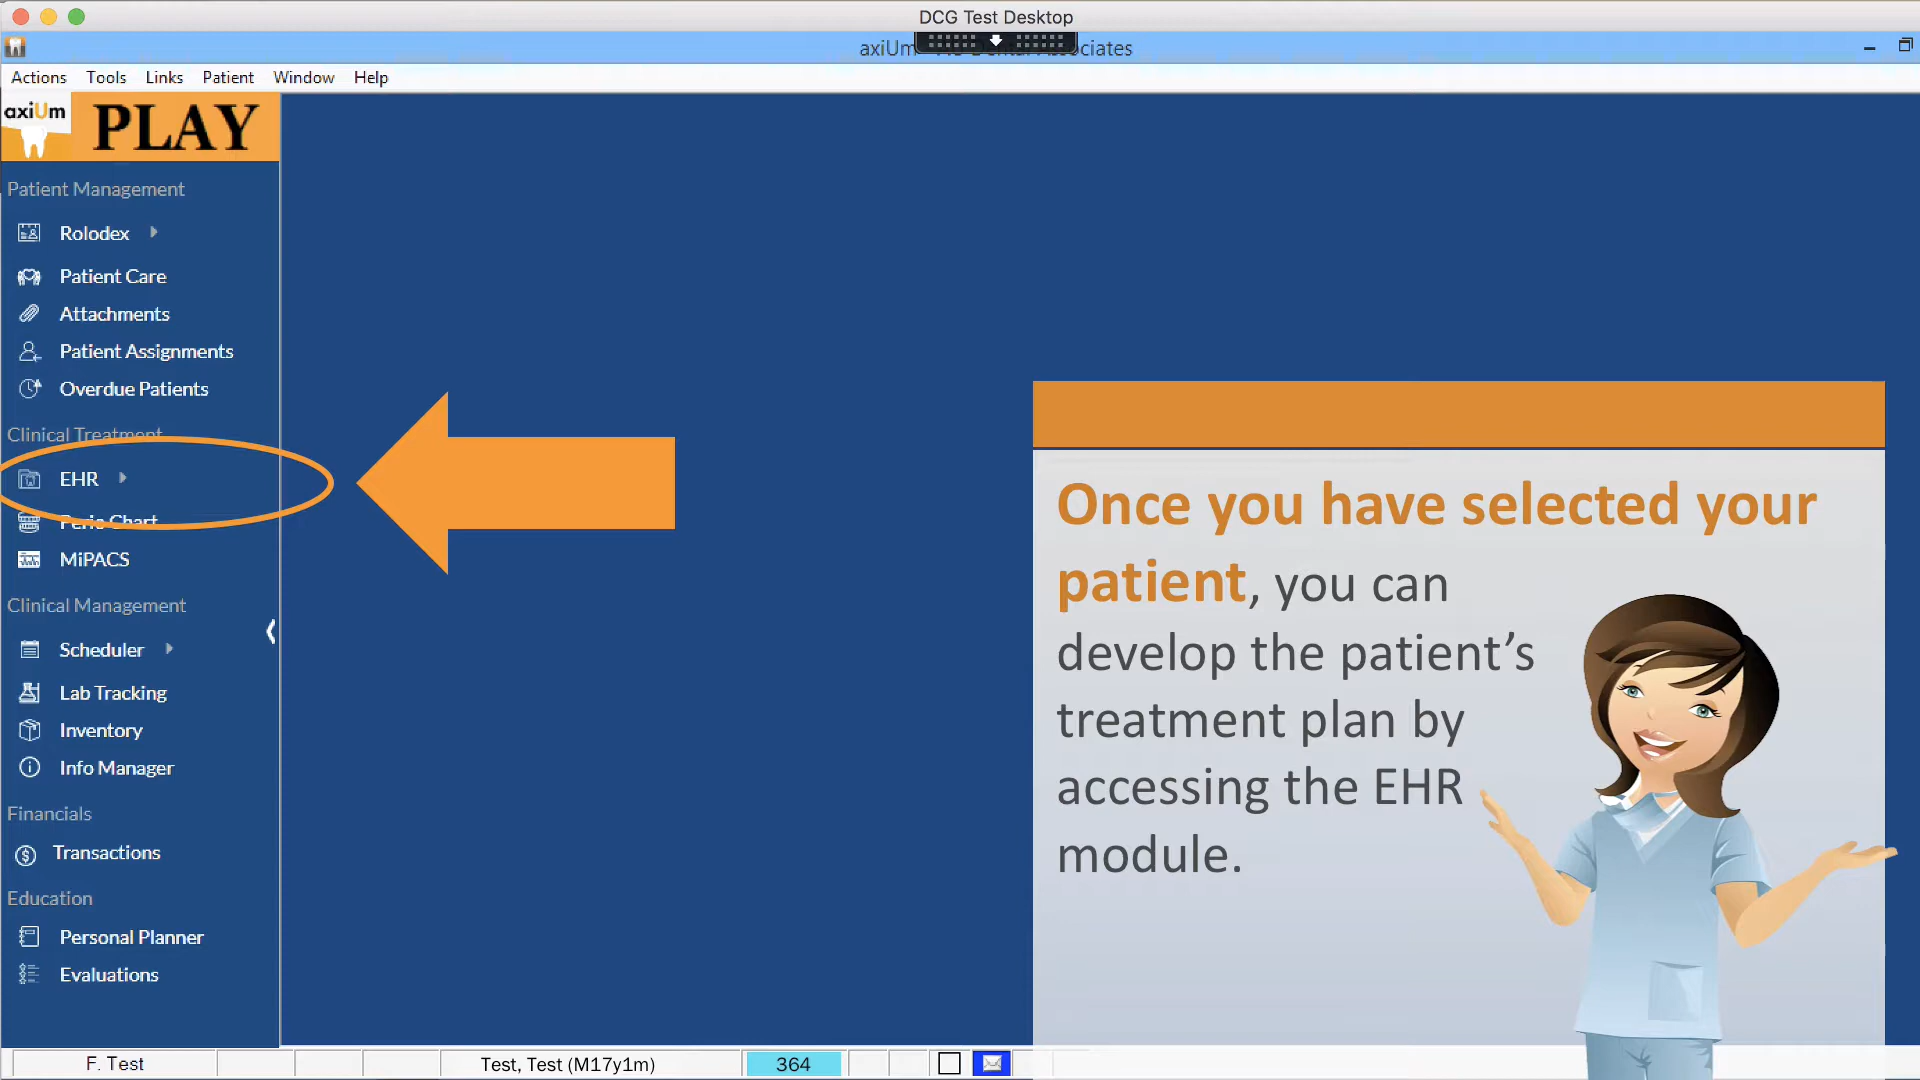 DCG Test Desktop
axiUm
ciates
Actions Tools Links Patient Window Help
axiUm PLAY
Patient Management
Rolodex
Patient Care
Attachments
Patient Assignments
Overdue Patients
Clinical Treatment
EHR
Perio Chart
MiPACS
Clinical Management
Scheduler
Lab Tracking
Inventory
Info Manager
Financials
Transactions
Education
Personal Planner
Evaluations
Once you have selected your
patient, you can
develop the patient’s
treatment plan by
accessing the EHR
module.
F. Test
Test, Test (M17y1m)
364